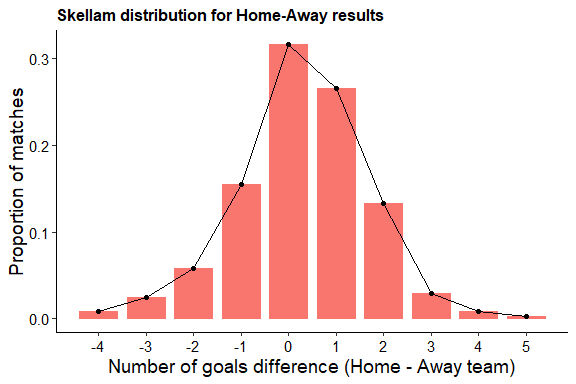 Skellam distribution for Home-Away results
Proportion of matches
0.3
0.2
0.1
0.0
-4 -3 -2 -1 0 1 2 3 4 5
Number of goals difference (Home - Away team)